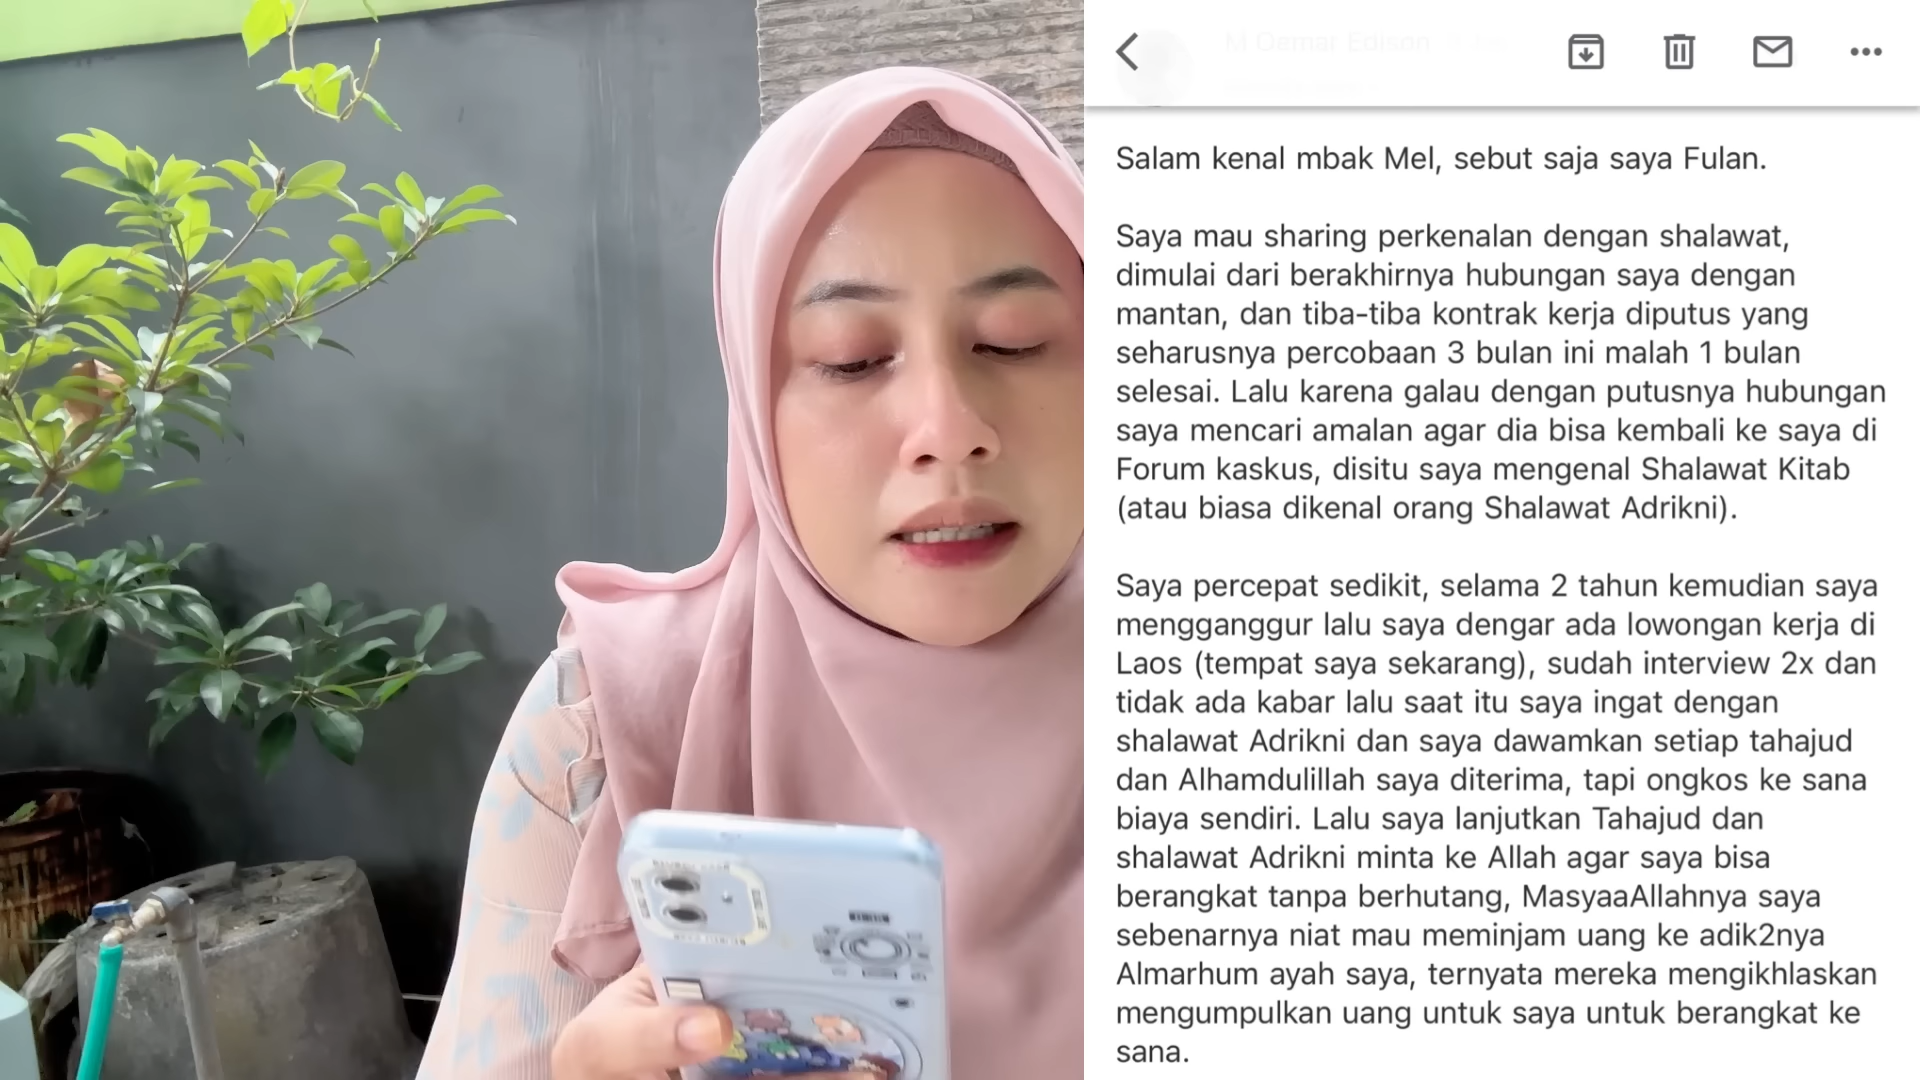 Salam kenal mbak Mel, sebut saja saya Fulan.
Saya mau sharing perkenalan dengan shalawat,
dimulai dari berakhirnya hubungan saya dengan
mantan, dan tiba-tiba kontrak kerja diputus yang
seharusnya percobaan 3 bulan ini malah 1 bulan
selesai. Lalu karena galau dengan putusnya hubungan
saya mencari amalan agar dia bisa kembali ke saya di
Forum kaskus, disitu saya mengenal Shalawat Kitab
(atau biasa dikenal orang Shalawat Adrikni).
Saya percepat sedikit, selama 2 tahun kemudian saya
mengganggur lalu saya dengar ada lowongan kerja di
Laos (tempat saya sekarang), sudah interview 2x dan
tidak ada kabar lalu saat itu saya ingat dengan
shalawat Adrikni dan saya dawamkan setiap tahajud
dan Alhamdulillah saya diterima, tapi ongkos ke sana
biaya sendiri. Lalu saya lanjutkan Tahajud dan
shalawat Adrikni minta ke Allah agar saya bisa
berangkat tanpa berhutang, MasyaaAllahnya saya
sebenarnya niat mau meminjam uang ke adik2nya
Almarhum ayah saya, ternyata mereka mengikhlaskan
mengumpulkan uang untuk saya untuk berangkat ke
sana.